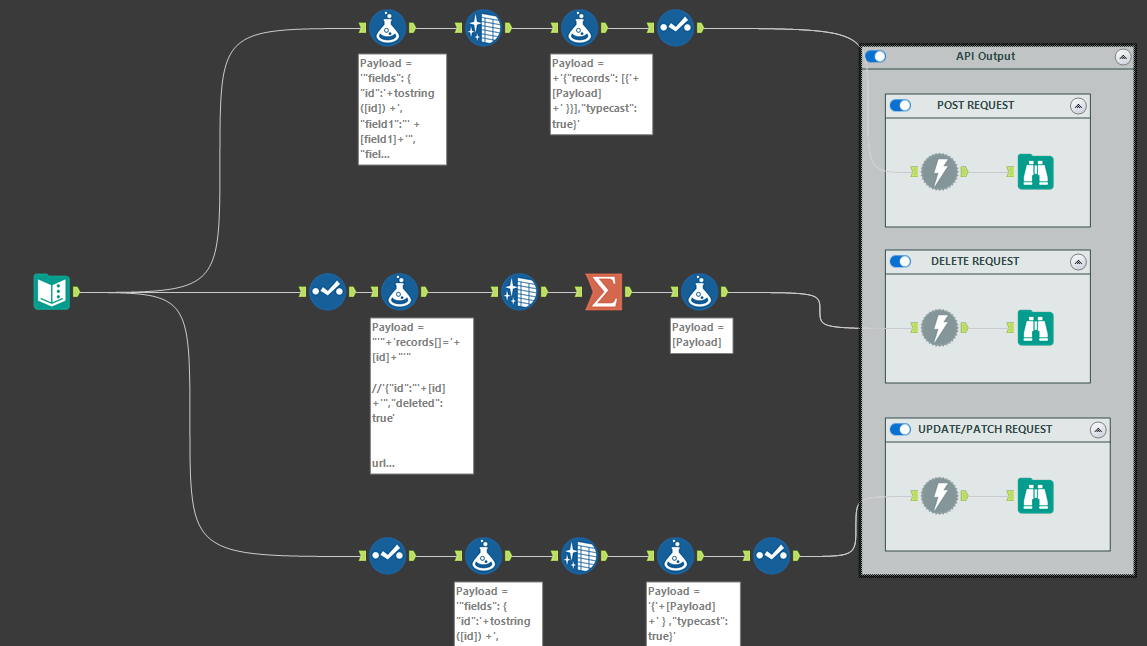 Payload =
'"fields": {
"id":'+tostring
([id]) +',
"field1":"' +
[field1]+'",
"fiel...
Payload =
+'{"records": [{'+
[Payload]
+' }}],"typecast":
true}'
API Output
POST REQUEST
DELETE REQUEST
Payload =
"'"+'records[]='+
[id]+"'"
//'{"id":"'+[id]
+'","deleted":
true'
url...
Payload =
[Payload]
UPDATE/PATCH REQUEST
Payload =
'"fields": {
"id":'+tostring
([id]) +',
Payload =
'{'+[Payload]
+' } ,"typecast":
true}'